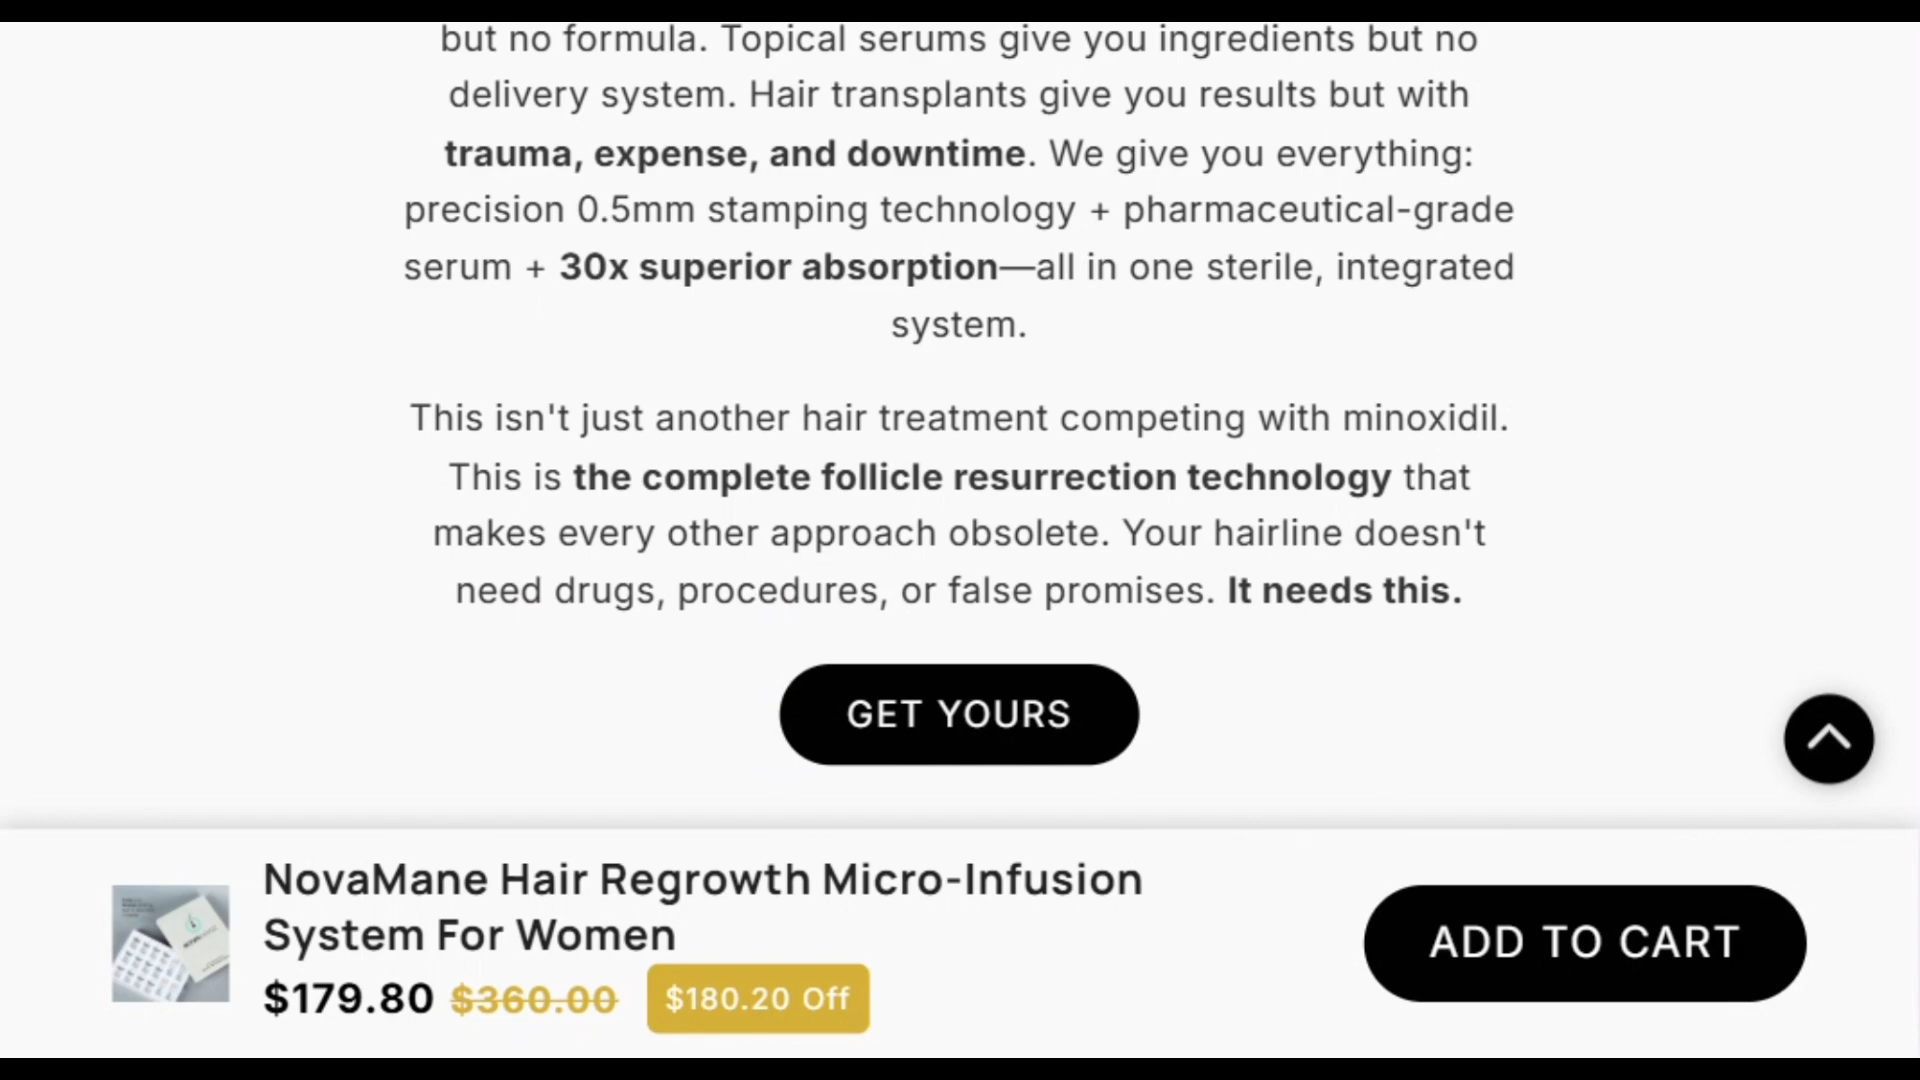 but no formula. Topical serums give you ingredients but no
delivery system. Hair transplants give you results but with
trauma, expense, and downtime. We give you everything:
precision 0.5mm stamping technology + pharmaceutical-grade
serum + 30x superior absorption—all in one sterile, integrated
system.
This isn't just another hair treatment competing with minoxidil.
This is the complete follicle resurrection technology that
makes every other approach obsolete. Your hairline doesn't
need drugs, procedures, or false promises. It needs this.
GET YOURS
NovaMane Hair Regrowth Micro-Infusion
System For Women
$179.80 $360.00 $180.20 Off
ADD TO CART